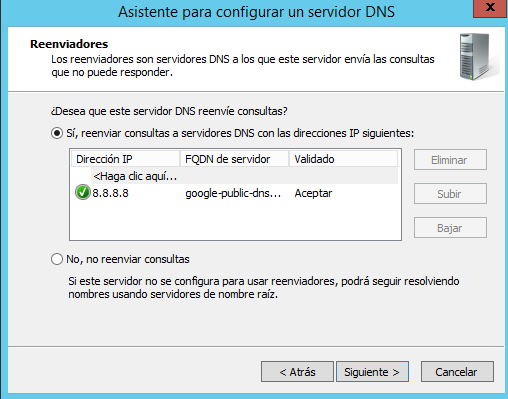 Asistente para configurar un servidor DNS
x
Reenviadores
Los reenviadores son servidores DNS a los que este servidor envía las consultas
que no puede responder.
¿Desea que este servidor DNS reenvíe consultas?
Sí, reenviar consultas a servidores DNS con las direcciones IP siguientes:
Dirección IP FQDN de servidor Validado
<Haga clic aquí...
8.8.8.8 google-public-dns... Aceptar
Eliminar
Subir
Bajar
No, no reenviar consultas
Si este servidor no se configura para usar reenviadores, podrá seguir resolviendo
nombres usando servidores de nombre raíz.
< Atrás Siguiente > Cancelar